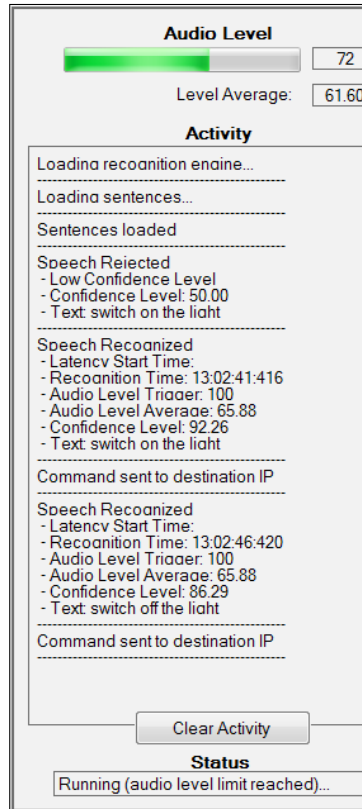 Audio Level
72
Level Average: 61.60
Activity
Loading recognition engine...
--------------------------------------------------
Loading sentences...
--------------------------------------------------
Sentences loaded
--------------------------------------------------
Speech Rejected
- Low Confidence Level
- Confidence Level: 50.00
- Text: switch on the light
--------------------------------------------------
Speech Recognized
- Latency Start Time:
- Recognition Time: 13:02:41:416
- Audio Level Trigger: 100
- Audio Level Average: 65.88
- Confidence Level: 92.26
- Text: switch on the light
--------------------------------------------------
Command sent to destination IP
--------------------------------------------------
Speech Recognized
- Latency Start Time:
- Recognition Time: 13:02:46:420
- Audio Level Trigger: 100
- Audio Level Average: 65.88
- Confidence Level: 86.29
- Text: switch off the light
--------------------------------------------------
Command sent to destination IP
--------------------------------------------------
Clear Activity
Status
Running (audio level limit reached)...